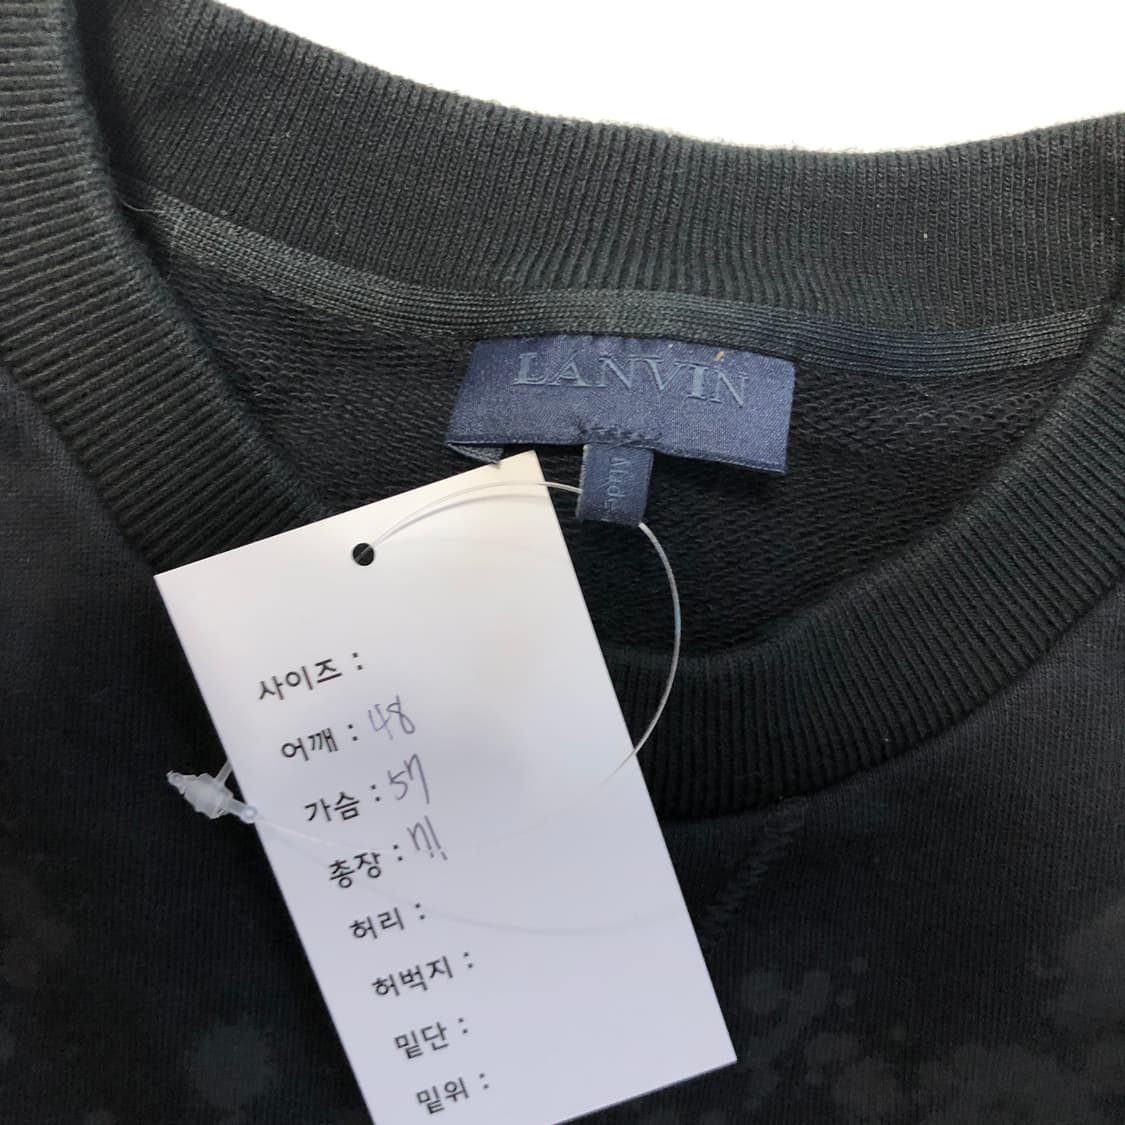 LANVIN
Made
사이즈 :
어깨 : 48
가슴 : 57
총장 : 71
허리 :
허벅지 :
밑단 :
밑위 :